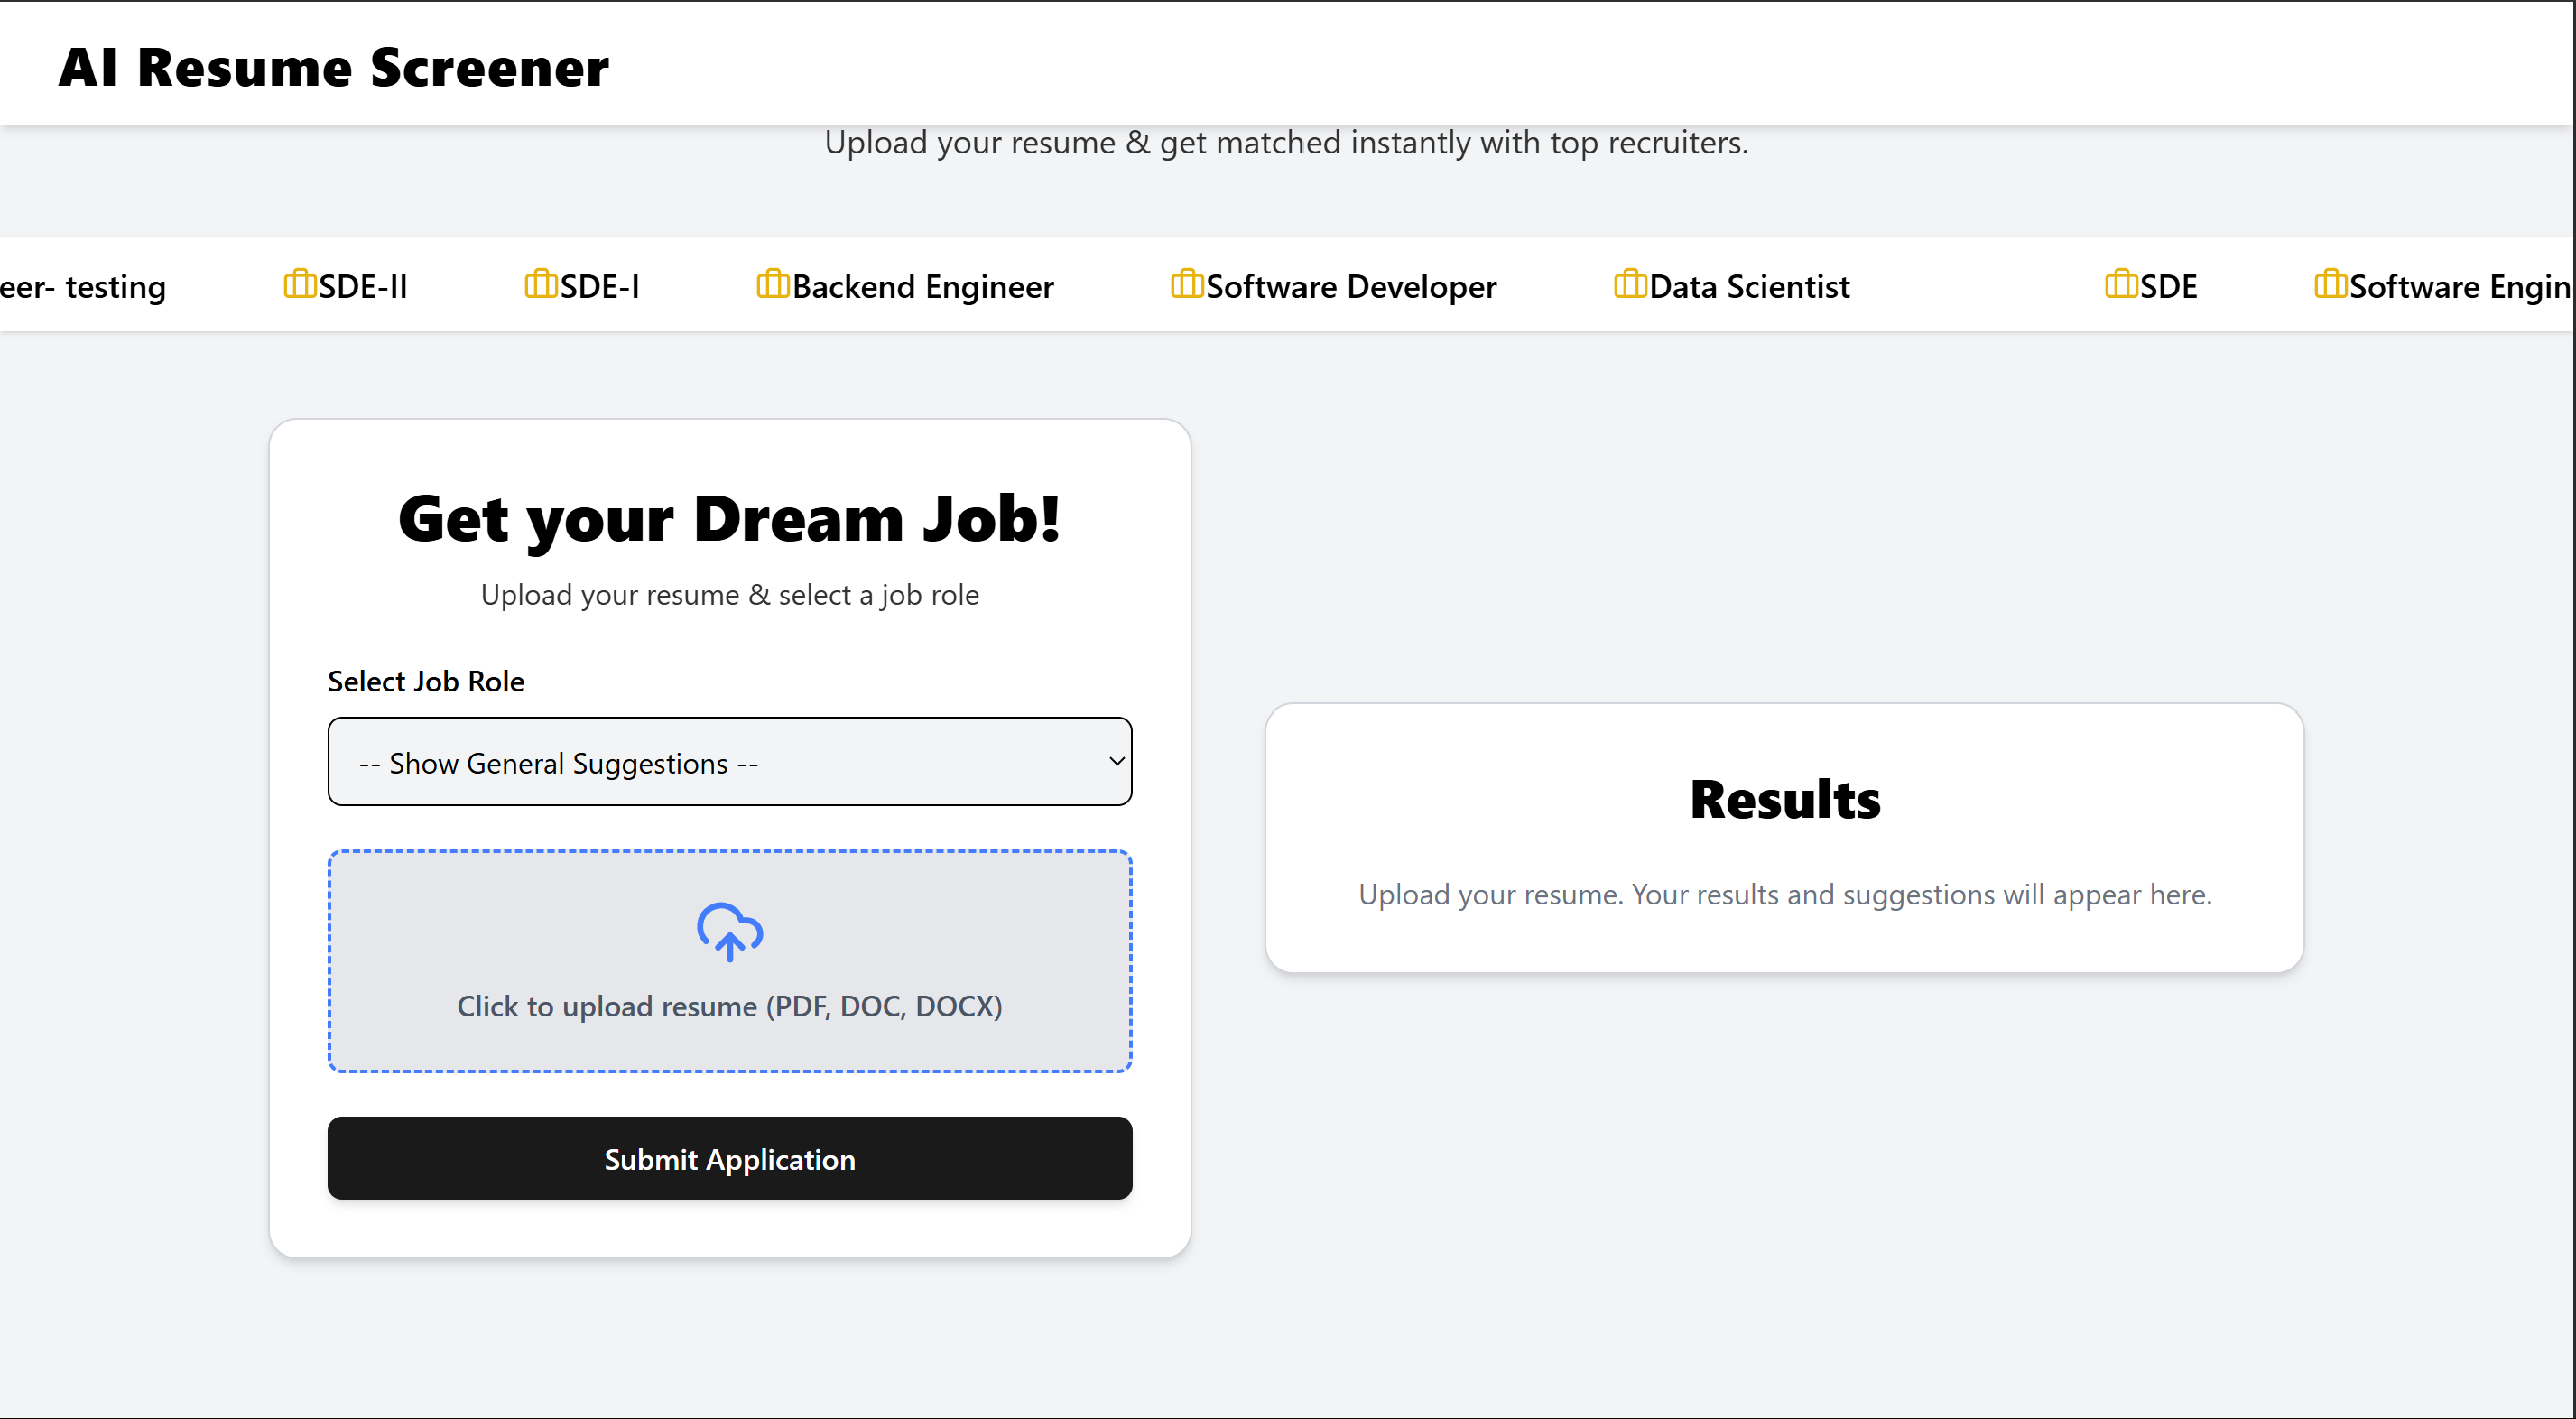 AI Resume Screener
Upload your resume & get matched instantly with top recruiters.
eer- testing SDE-II SDE-I Backend Engineer Software Developer Data Scientist SDE Software Engin
Get your Dream Job!
Upload your resume & select a job role
Select Job Role
-- Show General Suggestions --
Click to upload resume (PDF, DOC, DOCX)
Submit Application
Results
Upload your resume. Your results and suggestions will appear here.